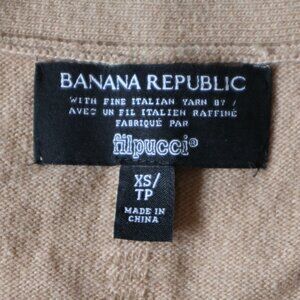 BANANA REPUBLIC
WITH FINE ITALIAN YARN BY /
AVEC UN FIL ITALIEN RAFFINÉ
FABRIQUÉ PAR
filpucci®
XS/
TP
MADE IN
CHINA